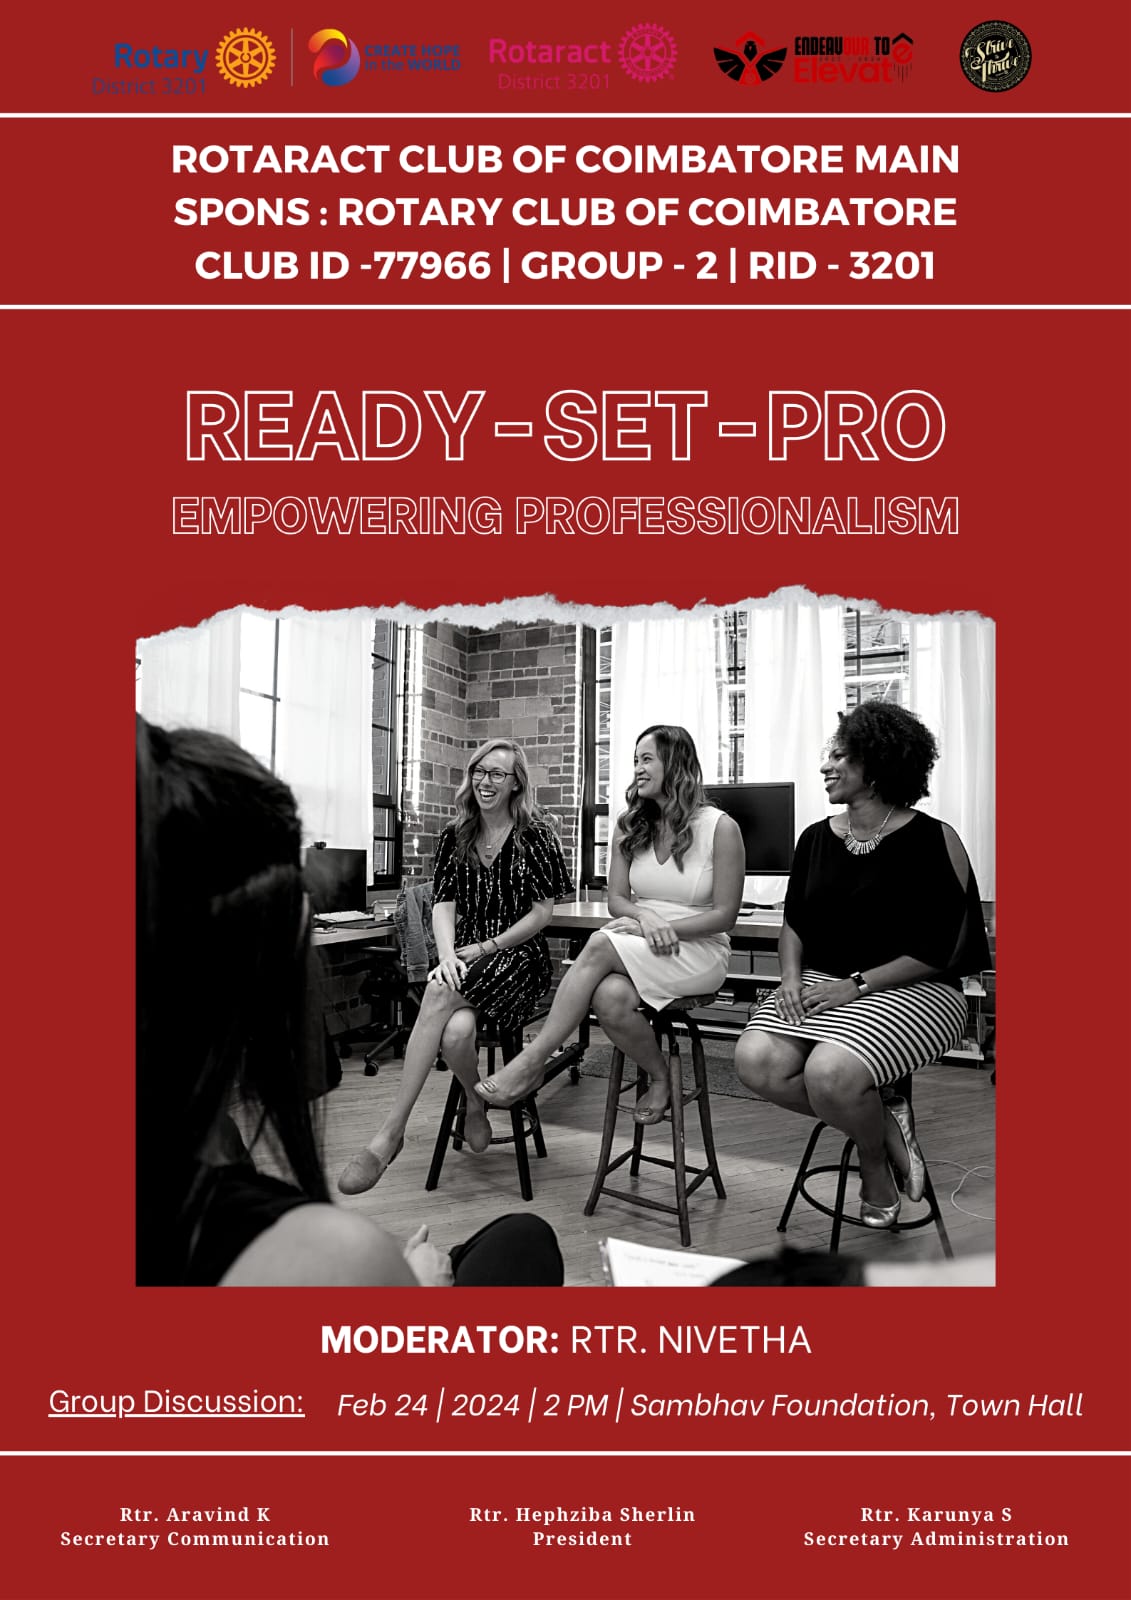 Rotary
District 3201
CREATE HOPE
in the WORLD
Rotaract
District 3201
ENDEAVOUR TO
Elevate
Strive
Thrive
ROTARACT CLUB OF COIMBATORE MAIN
SPONS : ROTARY CLUB OF COIMBATORE
CLUB ID -77966 | GROUP - 2 | RID - 3201
READY-SET-PRO
EMPOWERING PROFESSIONALISM
MODERATOR: RTR. NIVETHA
Group Discussion: Feb 24 | 2024 | 2 PM | Sambhav Foundation, Town Hall
Rtr. Aravind K
Secretary Communication
Rtr. Hephziba Sherlin
President
Rtr. Karunya S
Secretary Administration